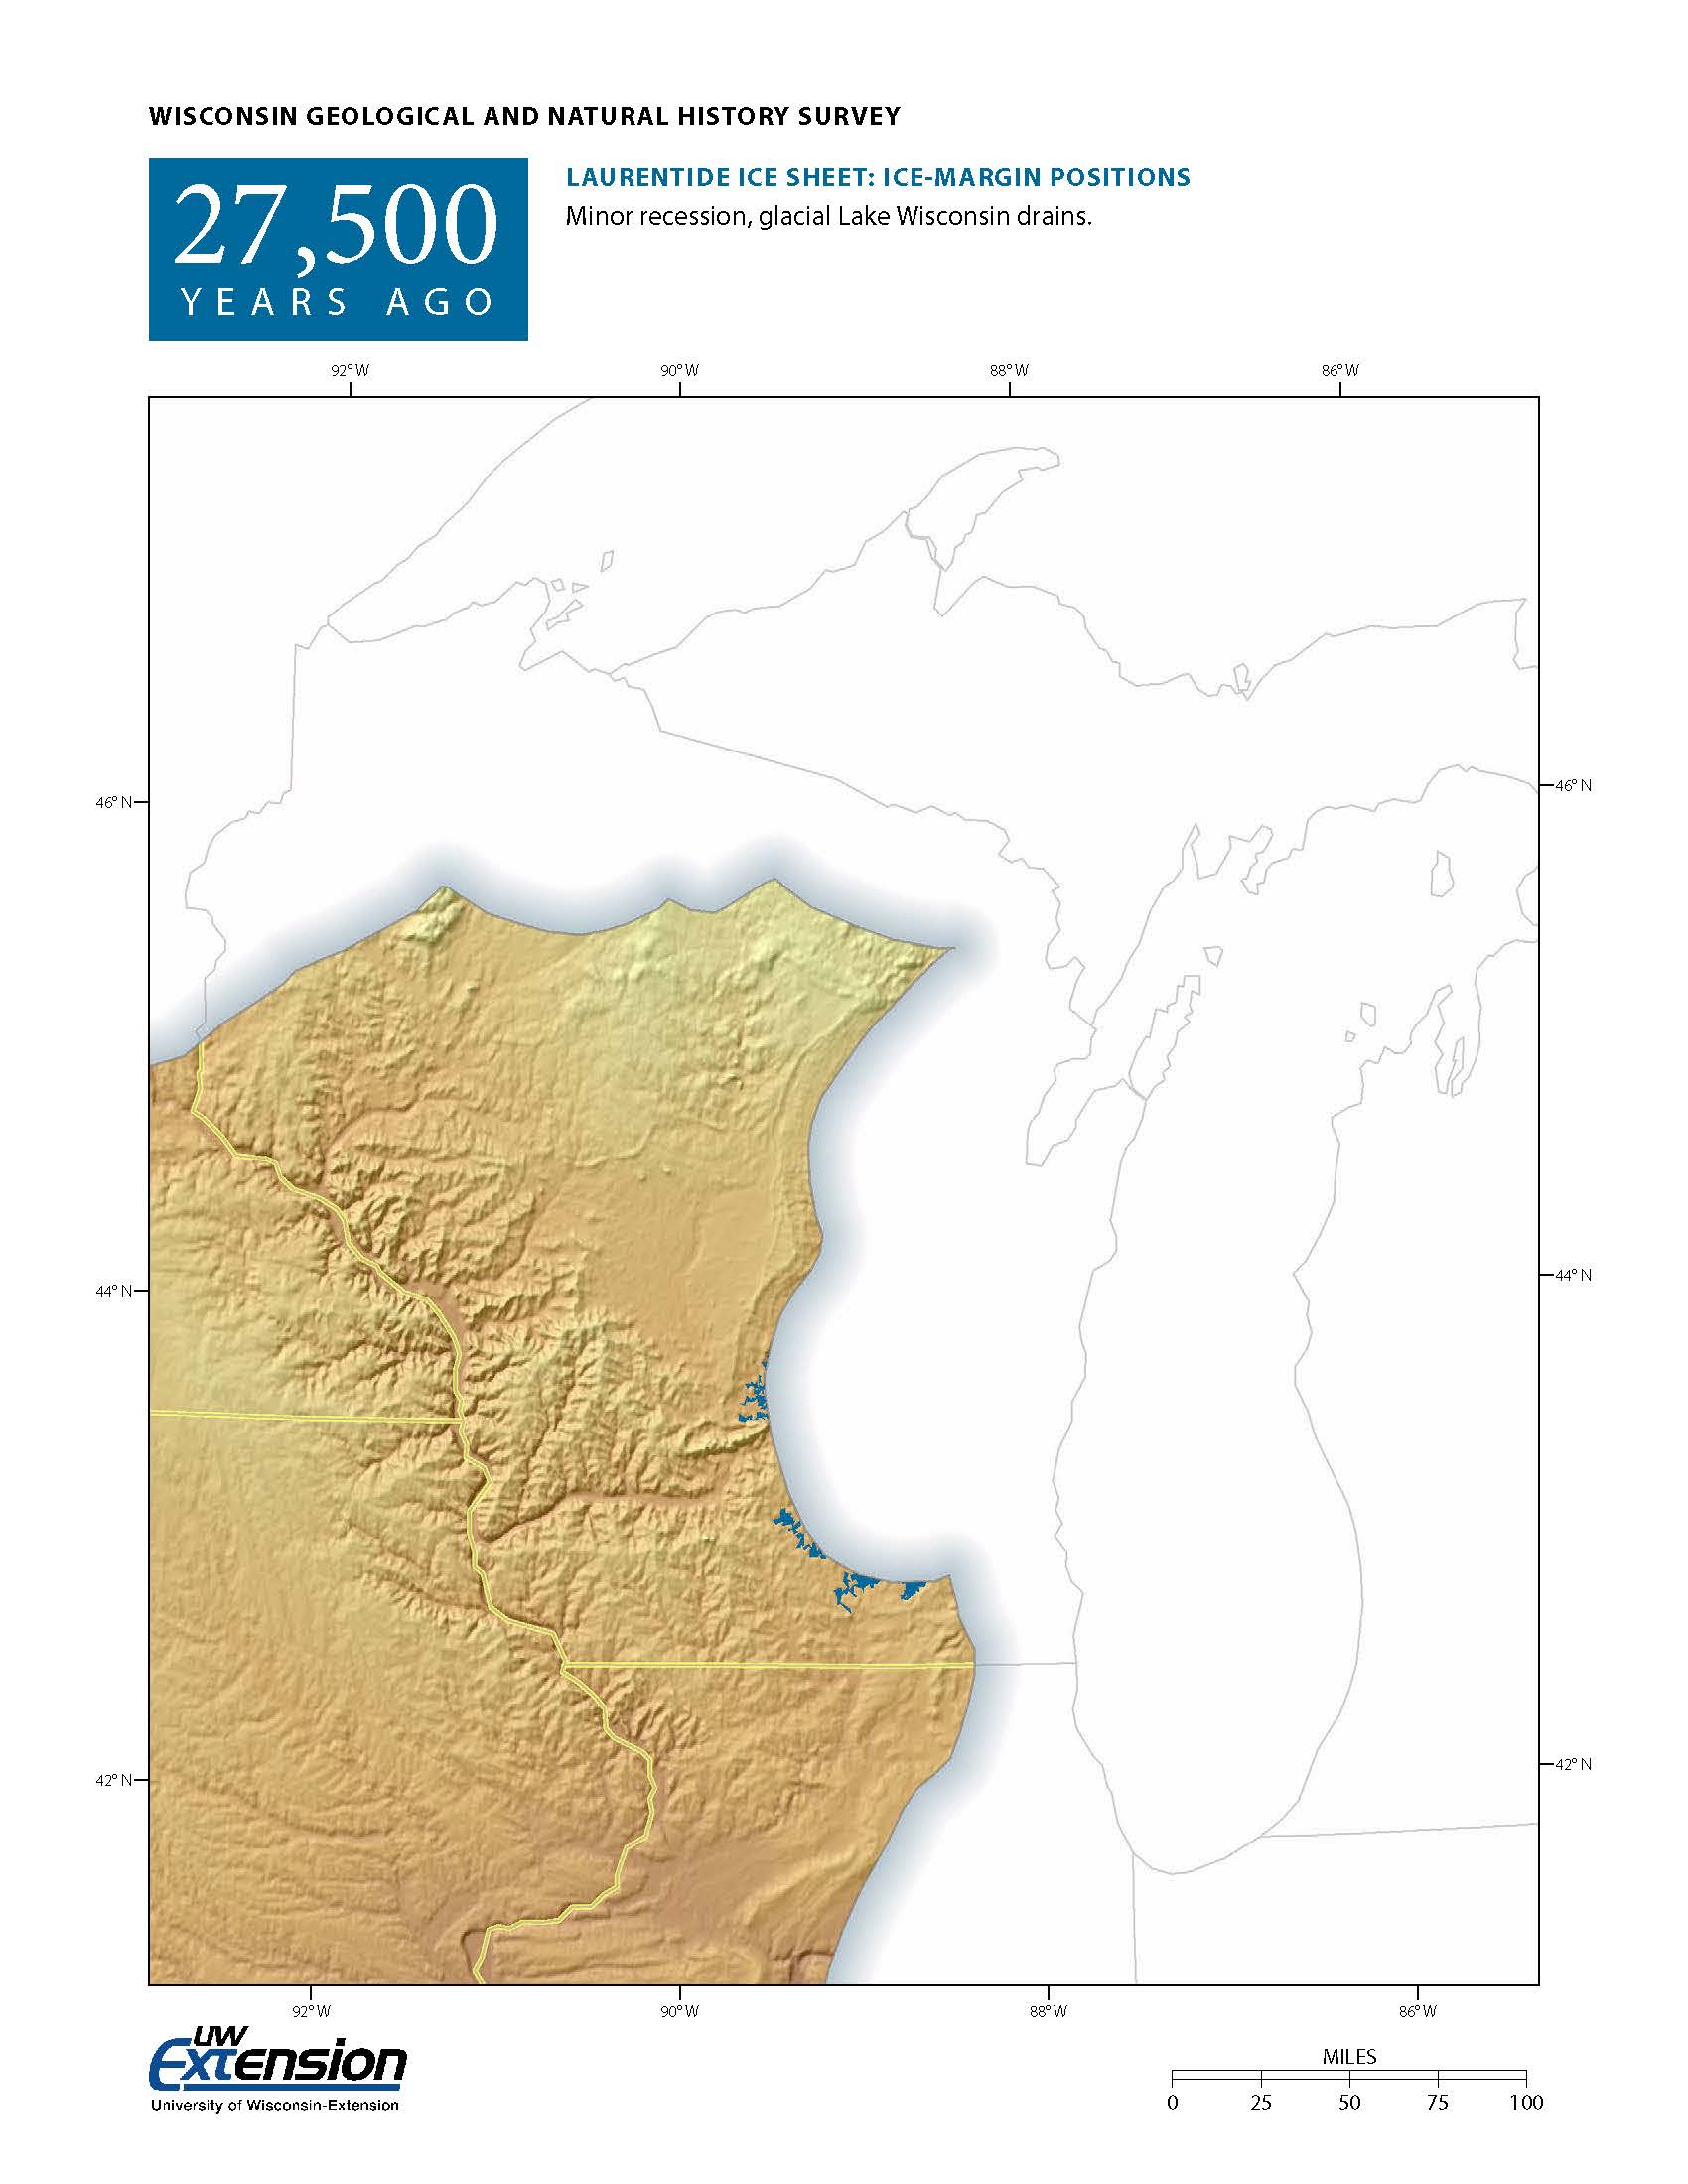 WISCONSIN GEOLOGICAL AND NATURAL HISTORY SURVEY
27,500
YEARS AGO
LAURENTIDE ICE SHEET: ICE-MARGIN POSITIONS
Minor recession, glacial Lake Wisconsin drains.
92°W 90°W 88°W 86°W
46°N 46°N
44°N 44°N
42°N 42°N
92°W 90°W 88°W 86°W
UW
Extension
University of Wisconsin-Extension
MILES
0 25 50 75 100